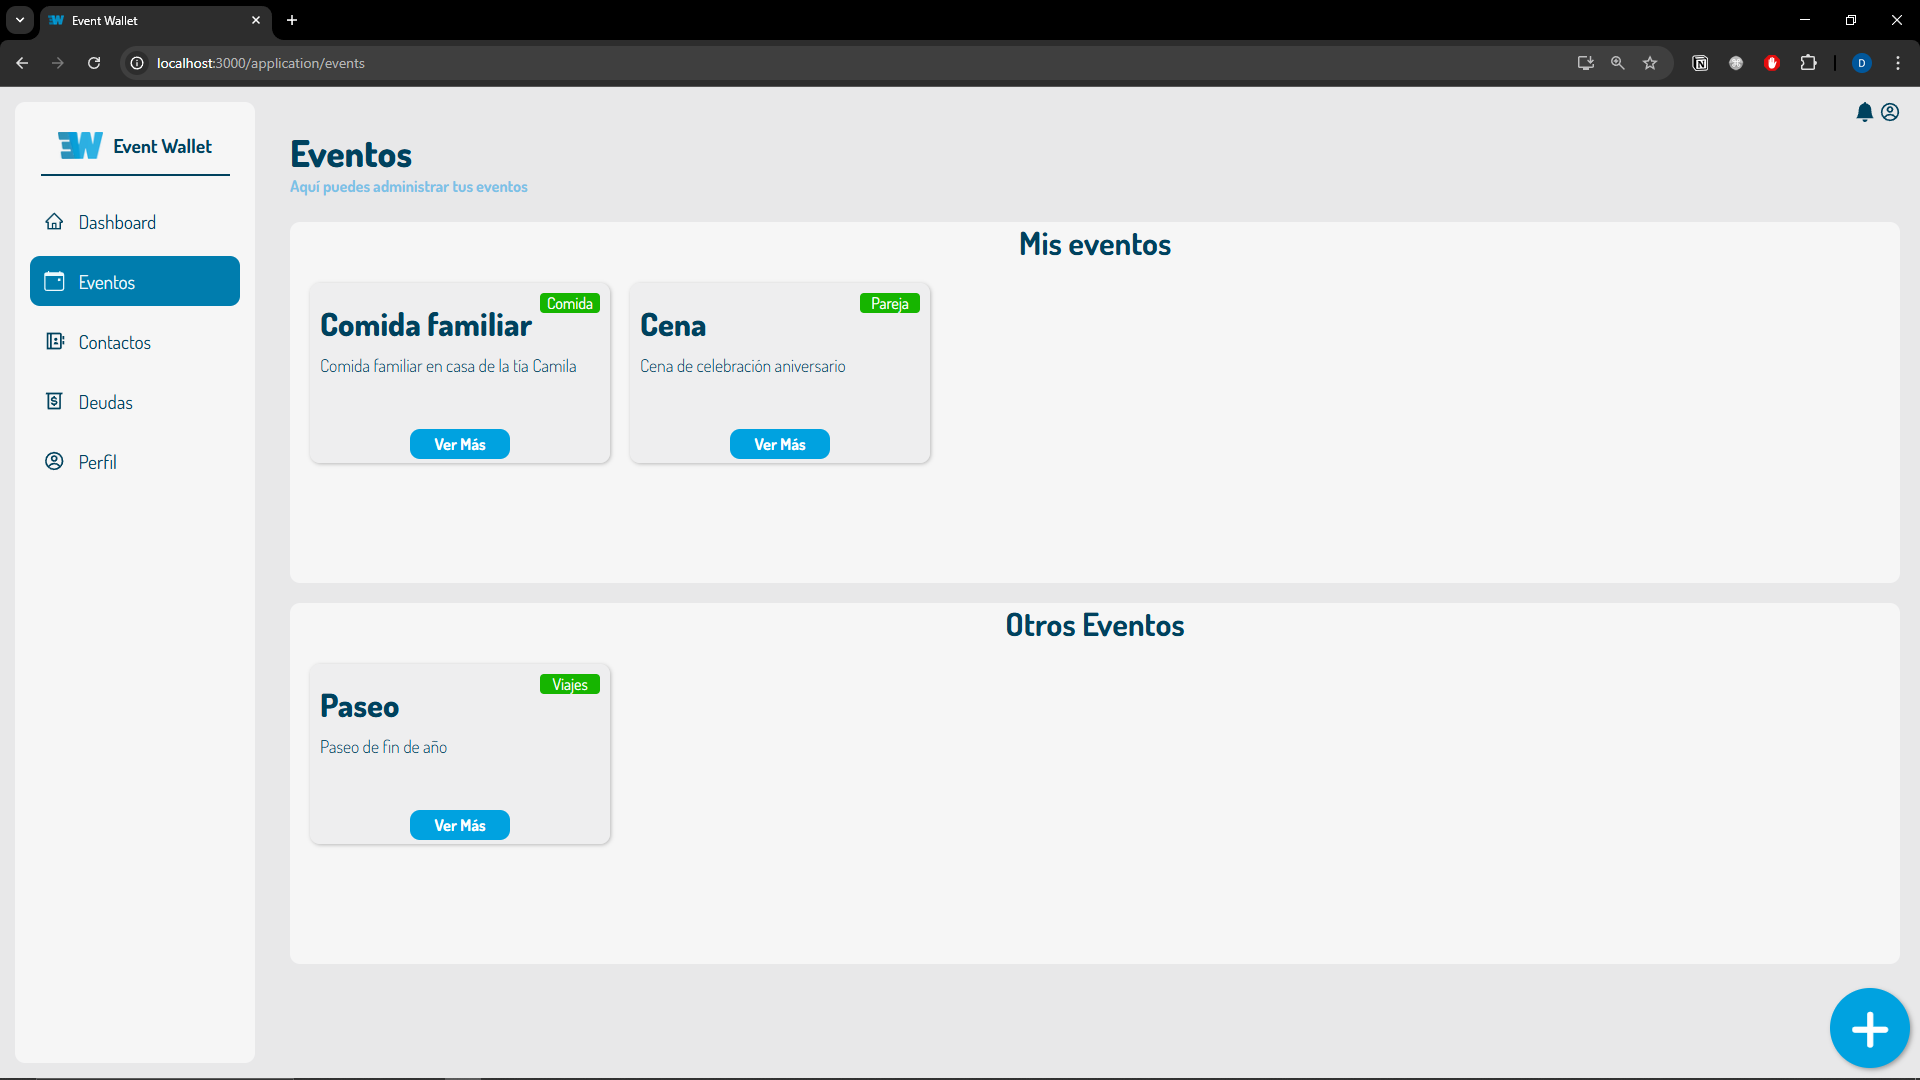 Event Wallet
localhost:3000/application/events
D
EW Event Wallet
Dashboard
Eventos
Contactos
Deudas
Perfil
Eventos
Aquí puedes administrar tus eventos
Mis eventos
Comida
Comida familiar
Comida familiar en casa de la tía Camila
Ver Más
Pareja
Cena
Cena de celebración aniversario
Ver Más
Otros Eventos
Viajes
Paseo
Paseo de fin de año
Ver Más